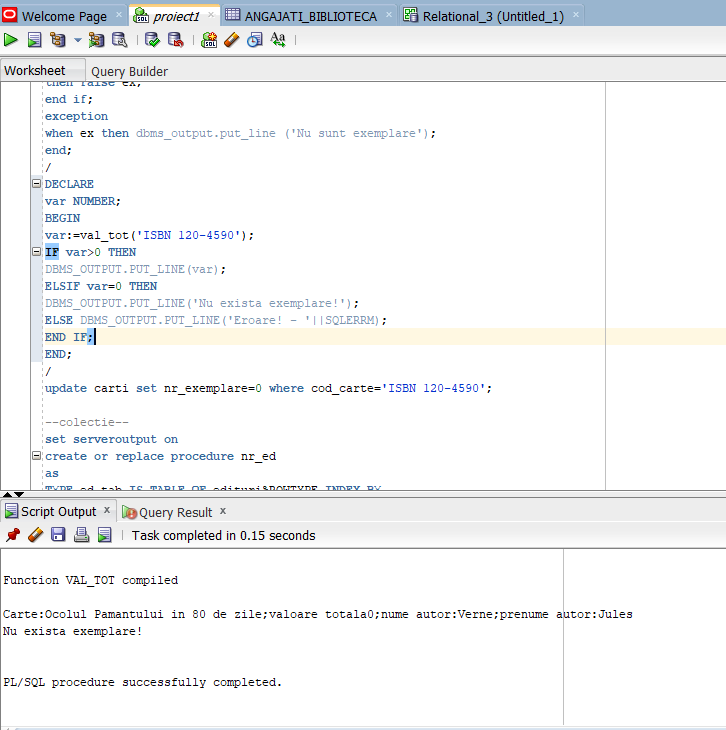 Welcome Page
proiect1
ANGAJATI_BIBLIOTECA
Relational_3 (Untitled_1)
Worksheet
Query Builder
then raise ex;
end if;
exception
when ex then dbms_output.put_line ('Nu sunt exemplare');
end;
/
DECLARE
var NUMBER;
BEGIN
var:=val_tot('ISBN 120-4590');
IF var>0 THEN
DBMS_OUTPUT.PUT_LINE(var);
ELSIF var=0 THEN
DBMS_OUTPUT.PUT_LINE('Nu exista exemplare!');
ELSE DBMS_OUTPUT.PUT_LINE('Eroare! - '||SQLERRM);
END IF;
END;
/
update carti set nr_exemplare=0 where cod_carte='ISBN 120-4590';
--colectie--
set serveroutput on
create or replace procedure nr_ed
as
TYPE ed_tab IS TABLE OF edituri%ROWTYPE INDEX BY
Script Output x
Query Result x
Task completed in 0.15 seconds
Function VAL_TOT compiled
Carte:Ocolul Pamantului in 80 de zile;valoare totala0;nume autor:Verne;prenume autor:Jules
Nu exista exemplare!
PL/SQL procedure successfully completed.